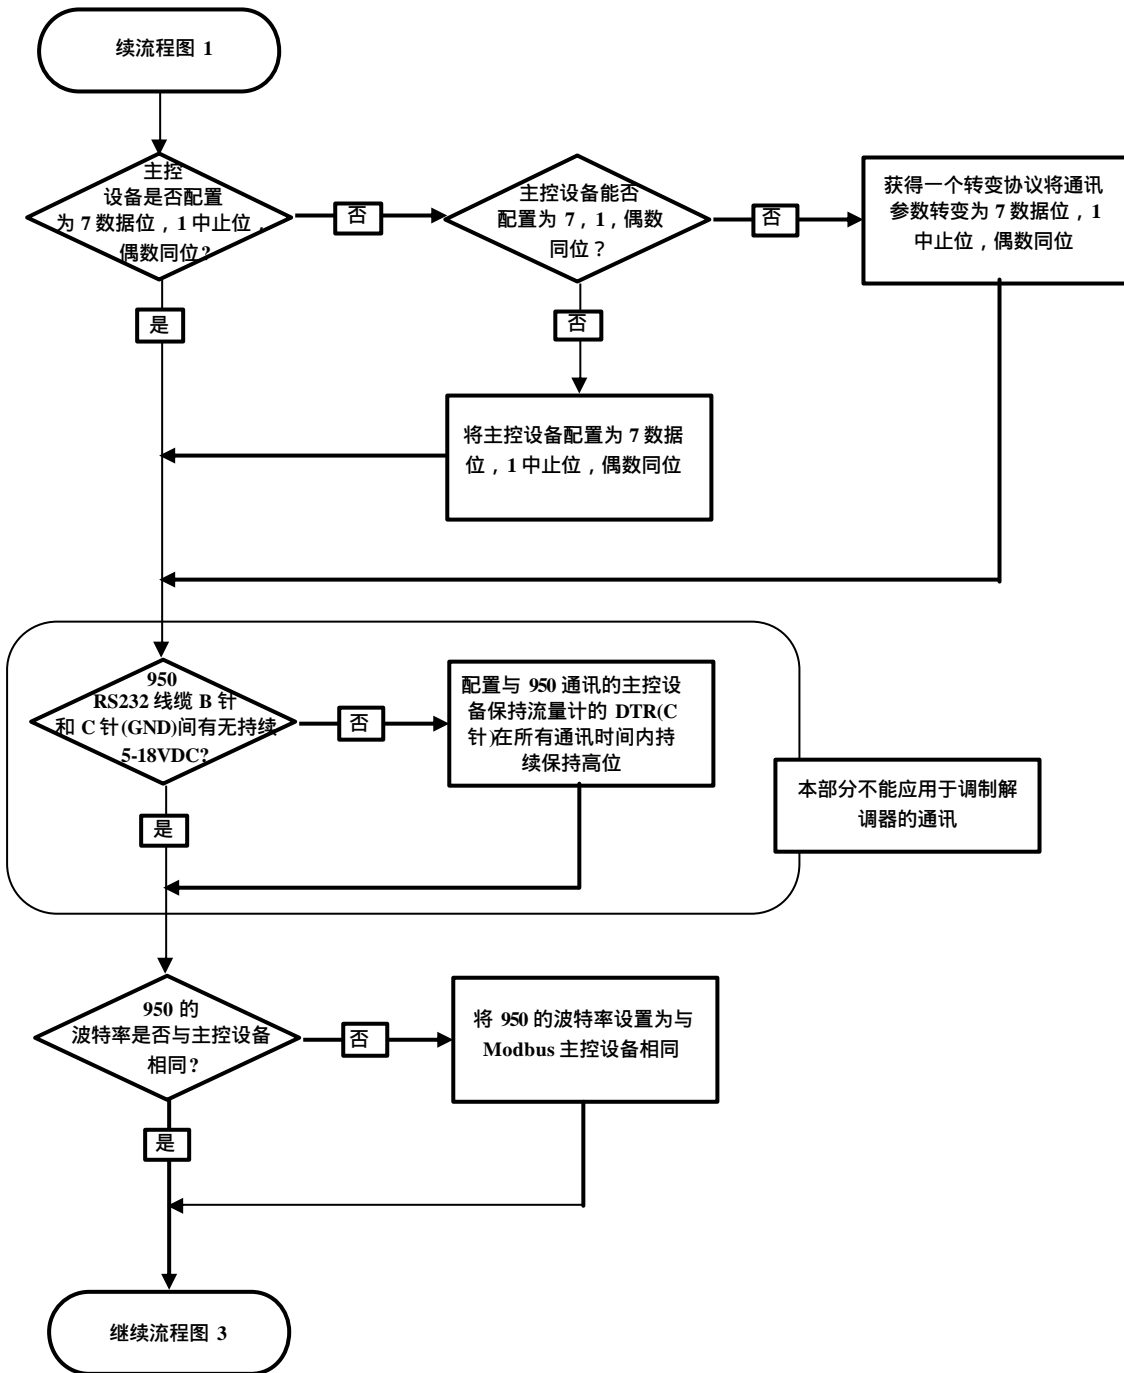 续流程图 1
主控
设备是否配置
为 7 数据位，1 中止位，
偶数同位?
否
主控设备能否
配置为 7，1，偶数
同位？
否
获得一个转变协议将通讯
参数转变为 7 数据位，1
中止位，偶数同位
是
否
将主控设备配置为 7 数据
位，1 中止位，偶数同位
950
RS232 线缆 B 针
和 C 针(GND)间有无持续
5-18VDC?
否
配置与 950 通讯的主控设
备保持流量计的 DTR(C
针)在所有通讯时间内持
续保持高位
本部分不能应用于调制解
调器的通讯
是
950 的
波特率是否与主控设备
相同?
否
将 950 的波特率设置为与
Modbus 主控设备相同
是
继续流程图 3